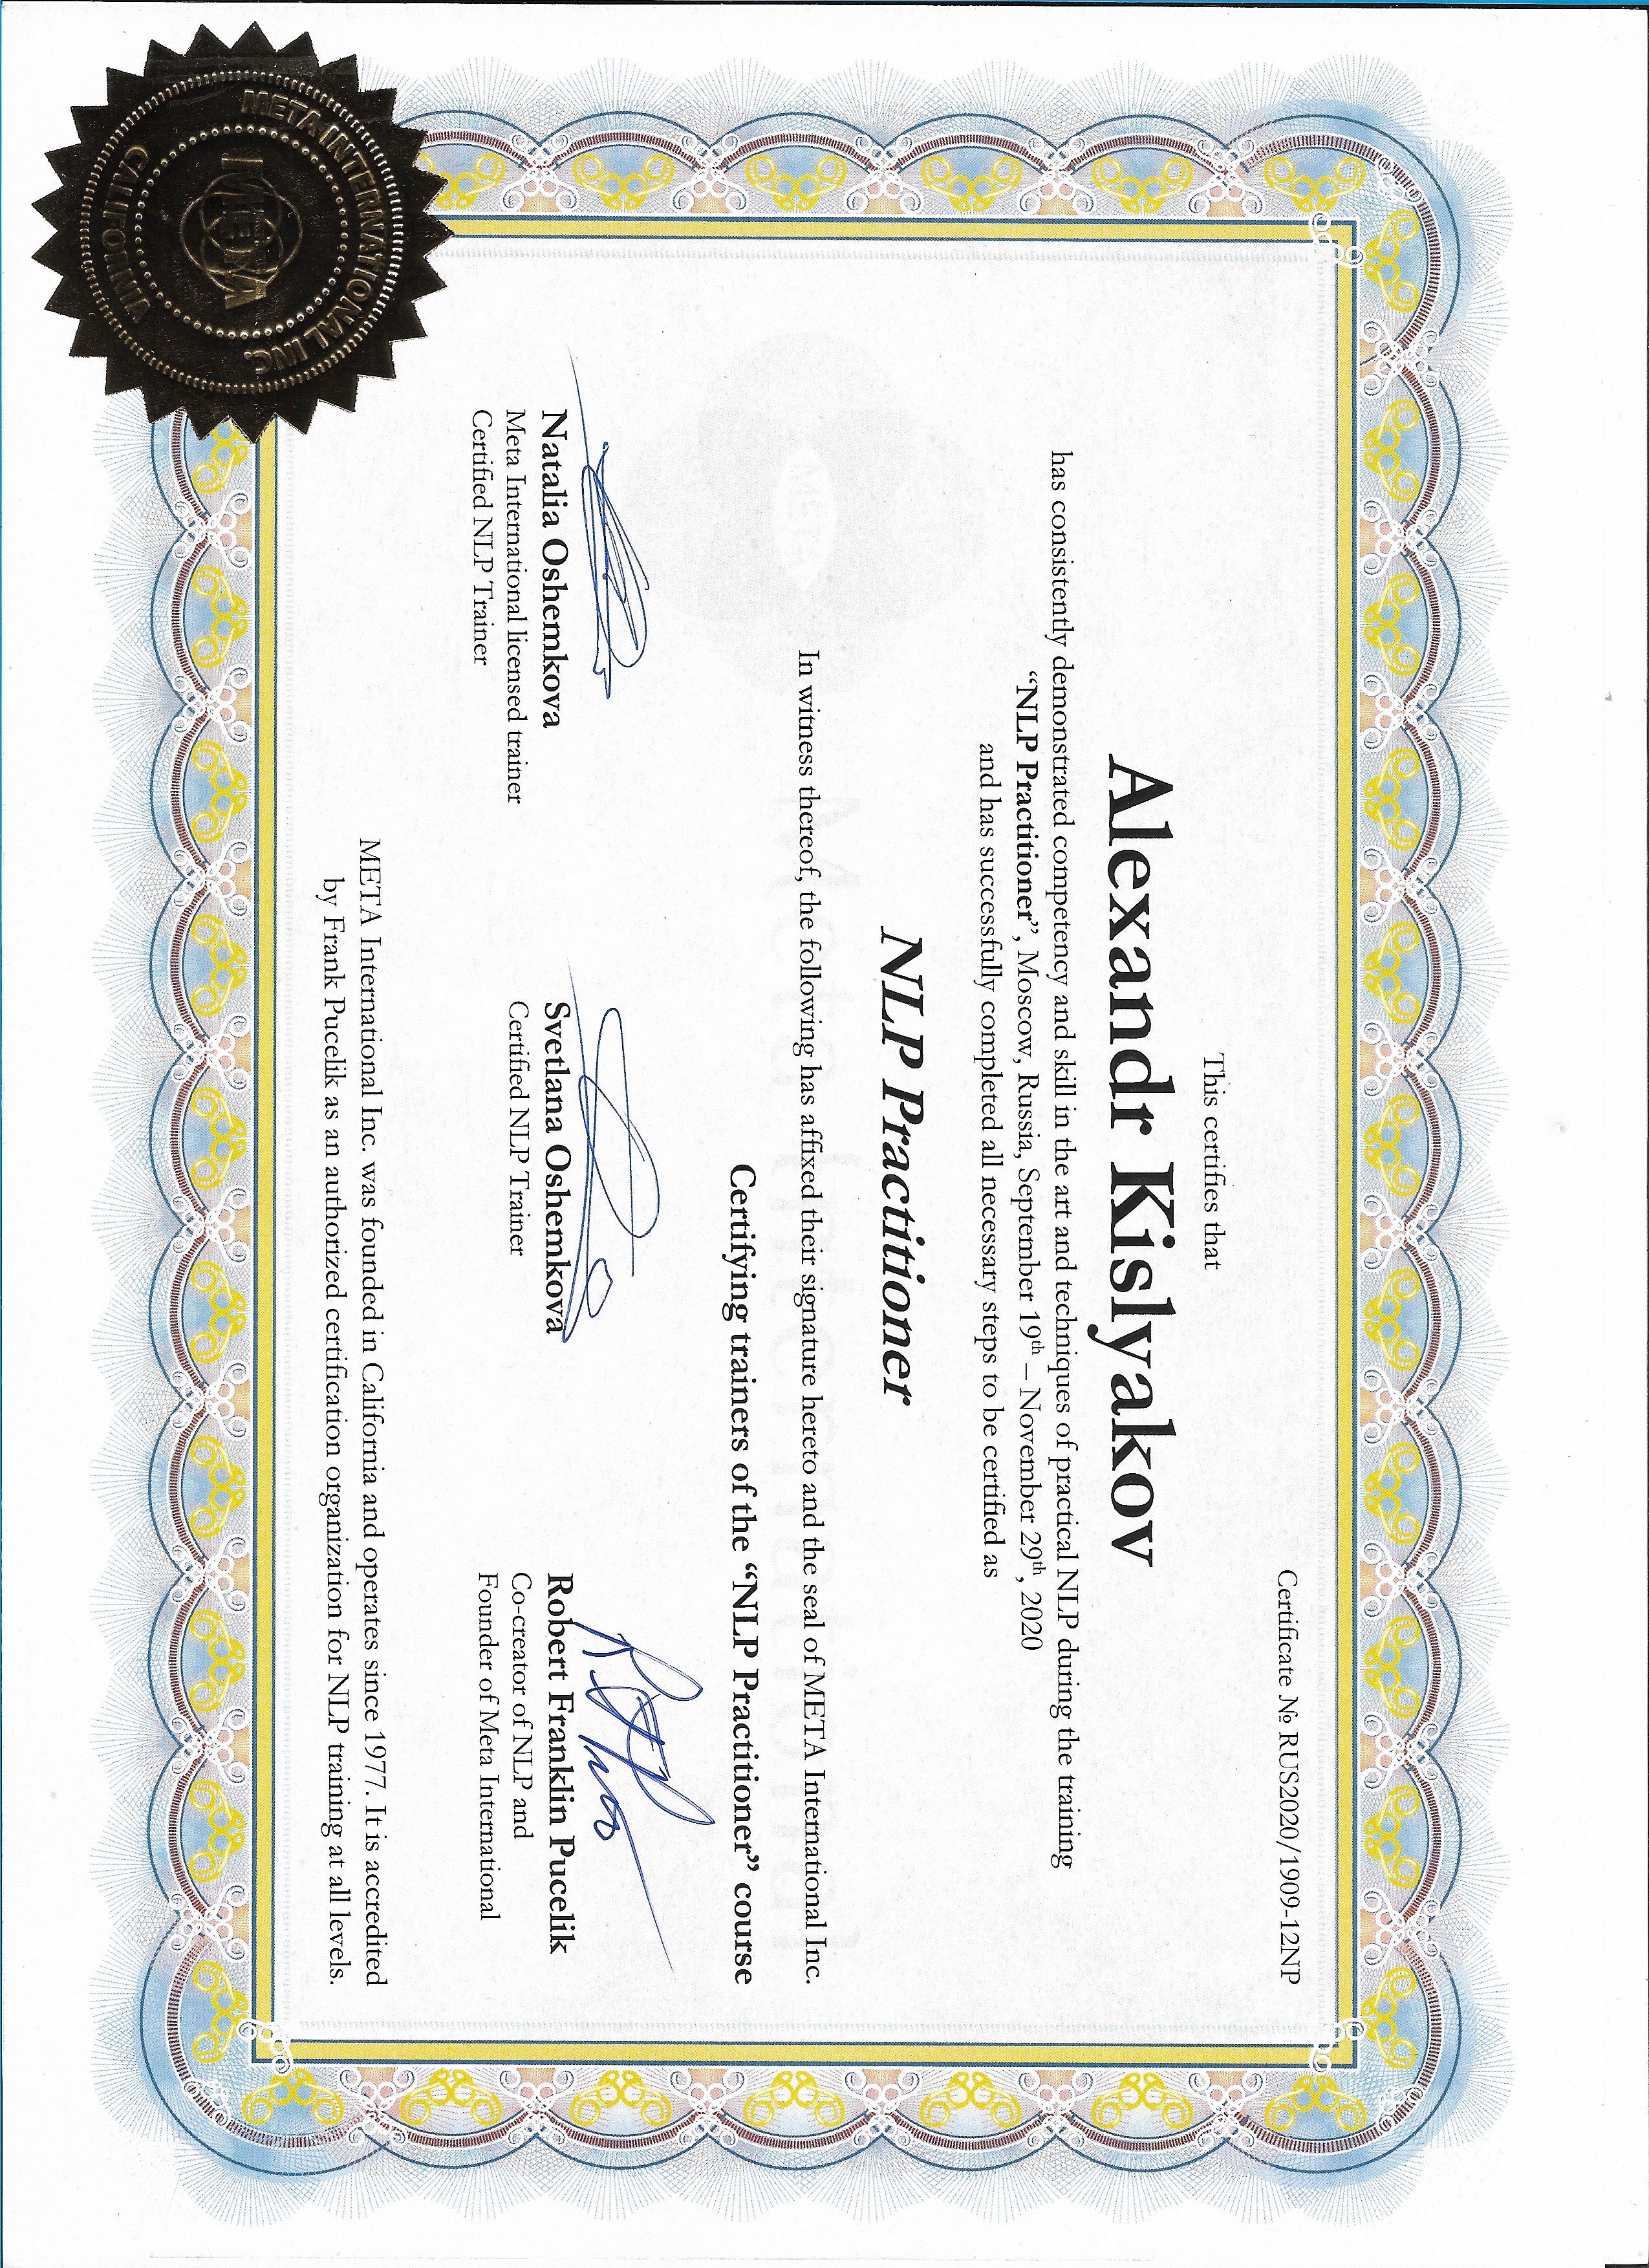 Certificate № RUS2020/1909-12NP
This certifies that
Alexandr Kislyakov
has consistently demonstrated competency and skill in the art and techniques of practical NLP during the training
“NLP Practitioner”, Moscow, Russia, September 19th – November 29th, 2020
and has successfully completed all necessary steps to be certified as
NLP Practitioner
Meta International
META
In witness thereof, the following has affixed their signature hereto and the seal of META International Inc.
Certifying trainers of the “NLP Practitioner” course
Natalia Oshemkova
Meta International licensed trainer
Certified NLP Trainer
Svetlana Oshemkova
Certified NLP Trainer
Robert Franklin Pucelik
Co-creator of NLP and
Founder of Meta International
META International Inc. was founded in California and operates since 1977. It is accredited
by Frank Pucelik as an authorized certification organization for NLP training at all levels.
META INTERNATIONAL INC.
META
CALIFORNIA